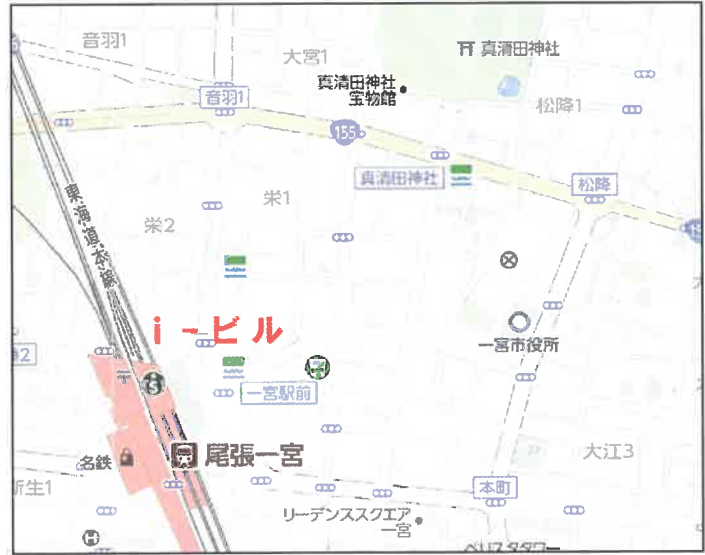 音羽1
大宮1
真清田神社
真清田神社
宝物館
音羽1
松降1
155
真清田神社
松降
東海道本線
栄1
栄2
i-ビル
一宮市役所
一宮駅前
尾張一宮
名鉄
大江3
本町
リーデンススクエア
一宮
H